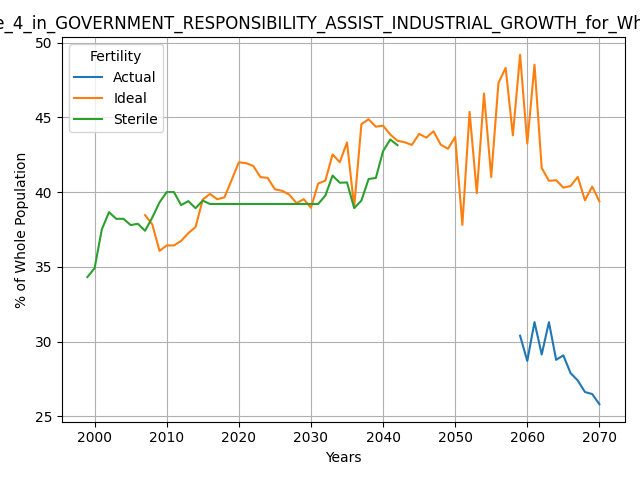 e_4_in_GOVERNMENT_RESPONSIBILITY_ASSIST_INDUSTRIAL_GROWTH_for_Wh
Fertility
Actual
Ideal
Sterile
% of Whole Population
50
45
40
35
30
25
2000 2010 2020 2030 2040 2050 2060 2070
Years